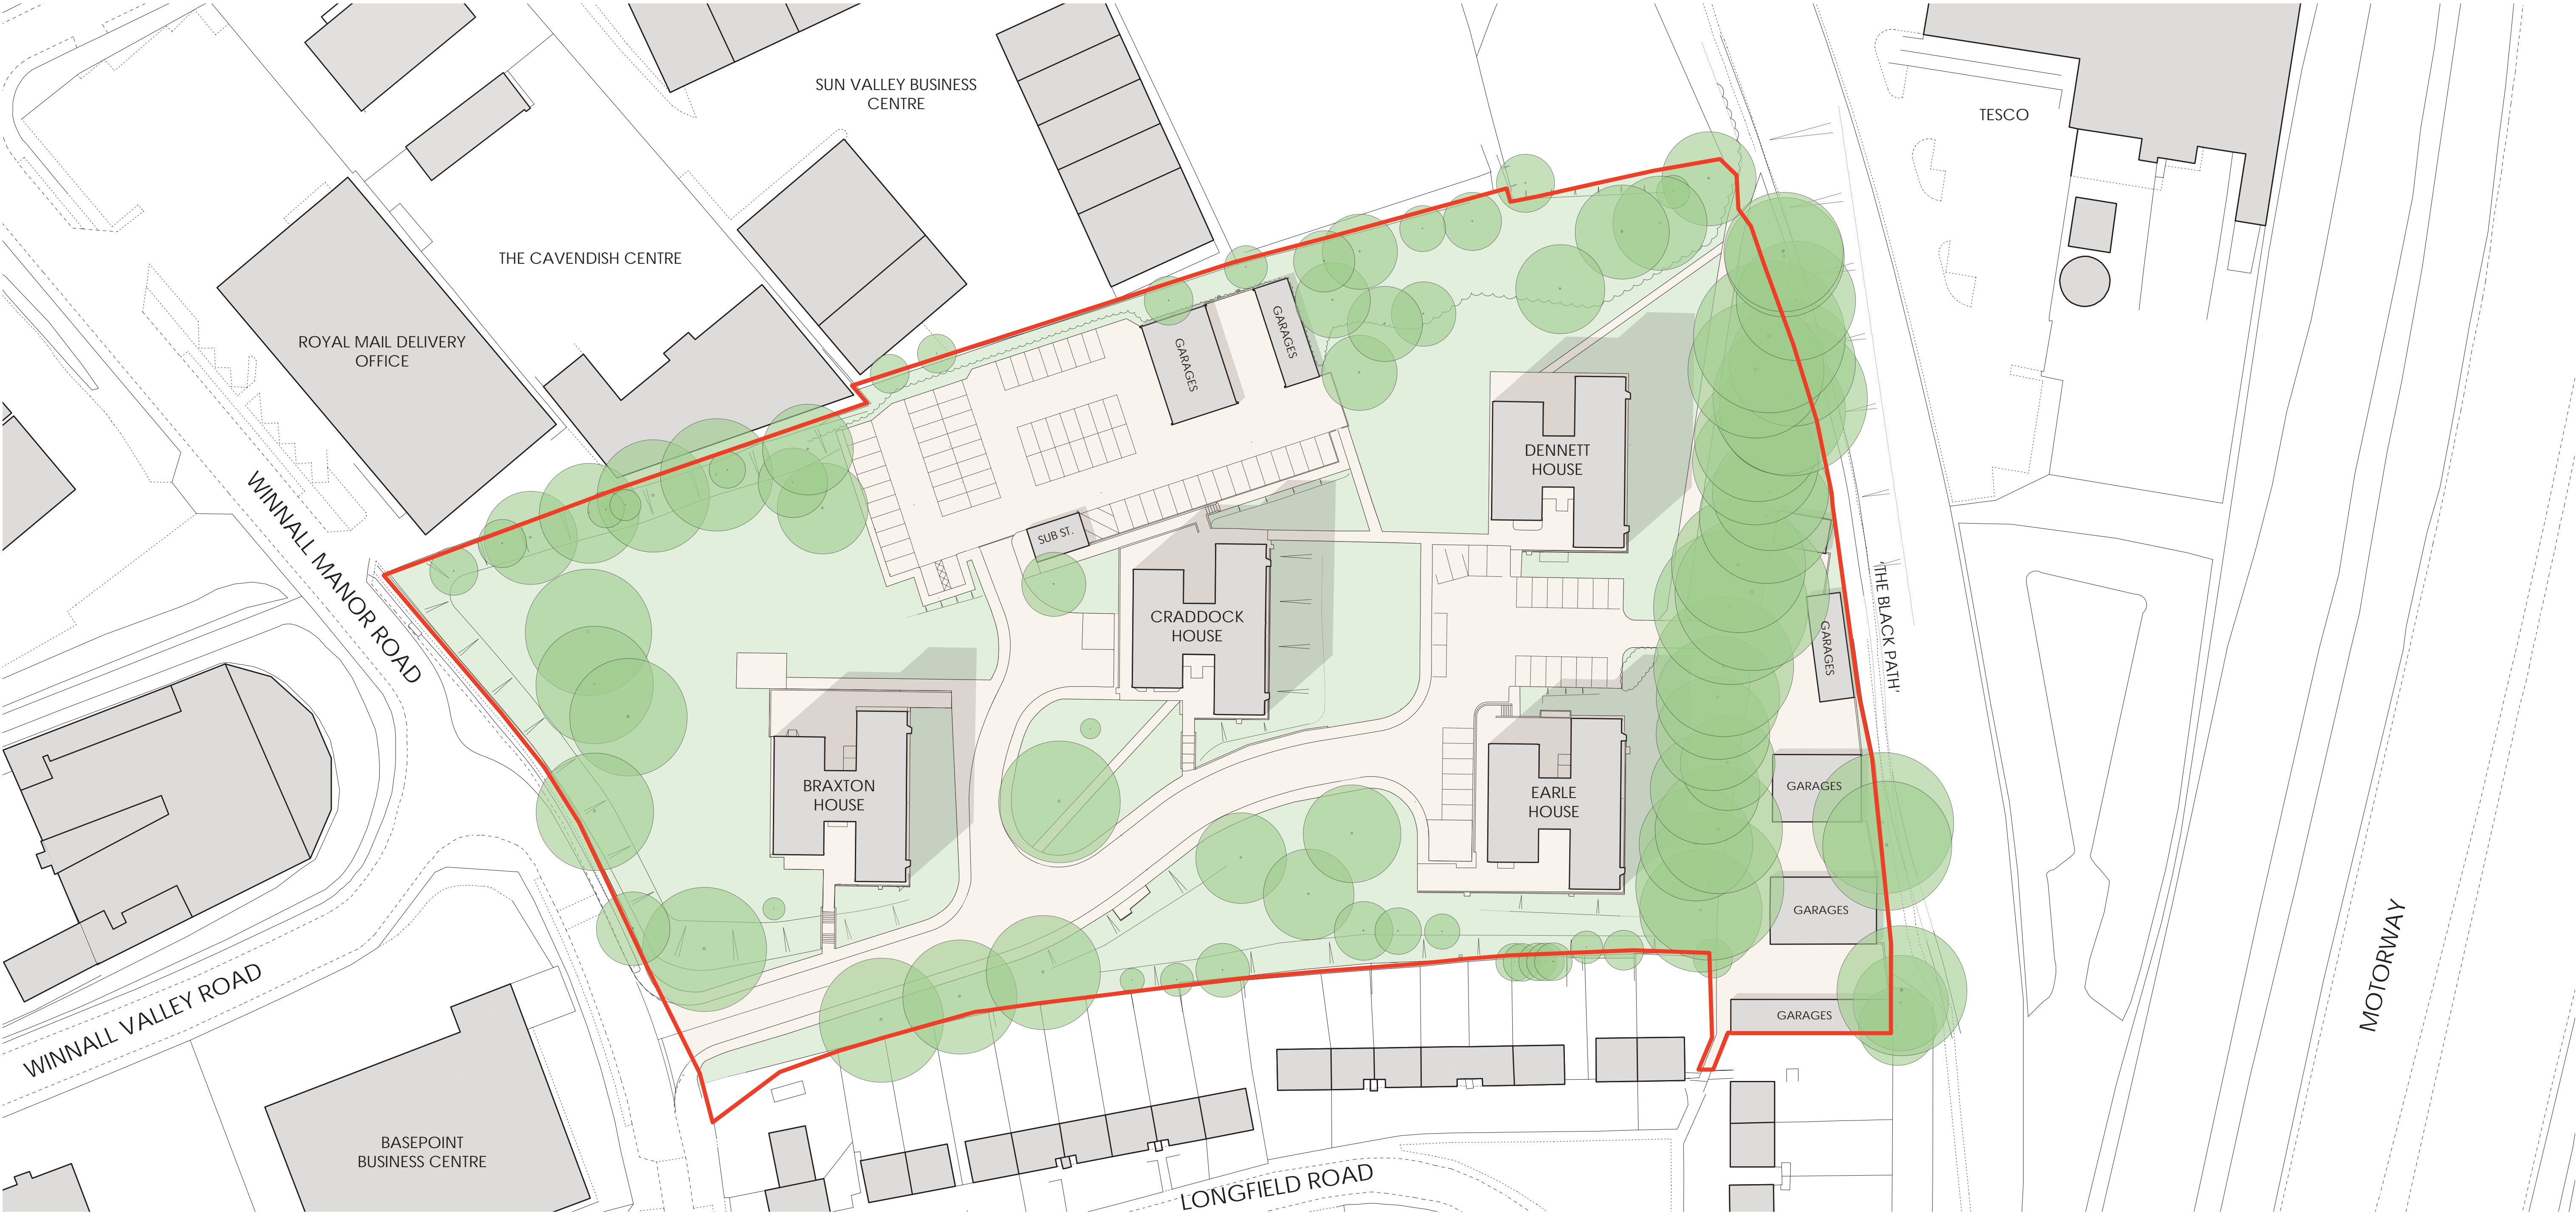 SUN VALLEY BUSINESS
CENTRE
TESCO
THE CAVENDISH CENTRE
ROYAL MAIL DELIVERY
OFFICE
GARAGES
GARAGES
DENNETT
HOUSE
WINNALL MANOR ROAD
SUB ST.
CRADDOCK
HOUSE
'THE BLACK PATH'
GARAGES
BRAXTON
HOUSE
EARLE
HOUSE
GARAGES
GARAGES
MOTORWAY
WINNALL VALLEY ROAD
GARAGES
BASEPOINT
BUSINESS CENTRE
LONGFIELD ROAD